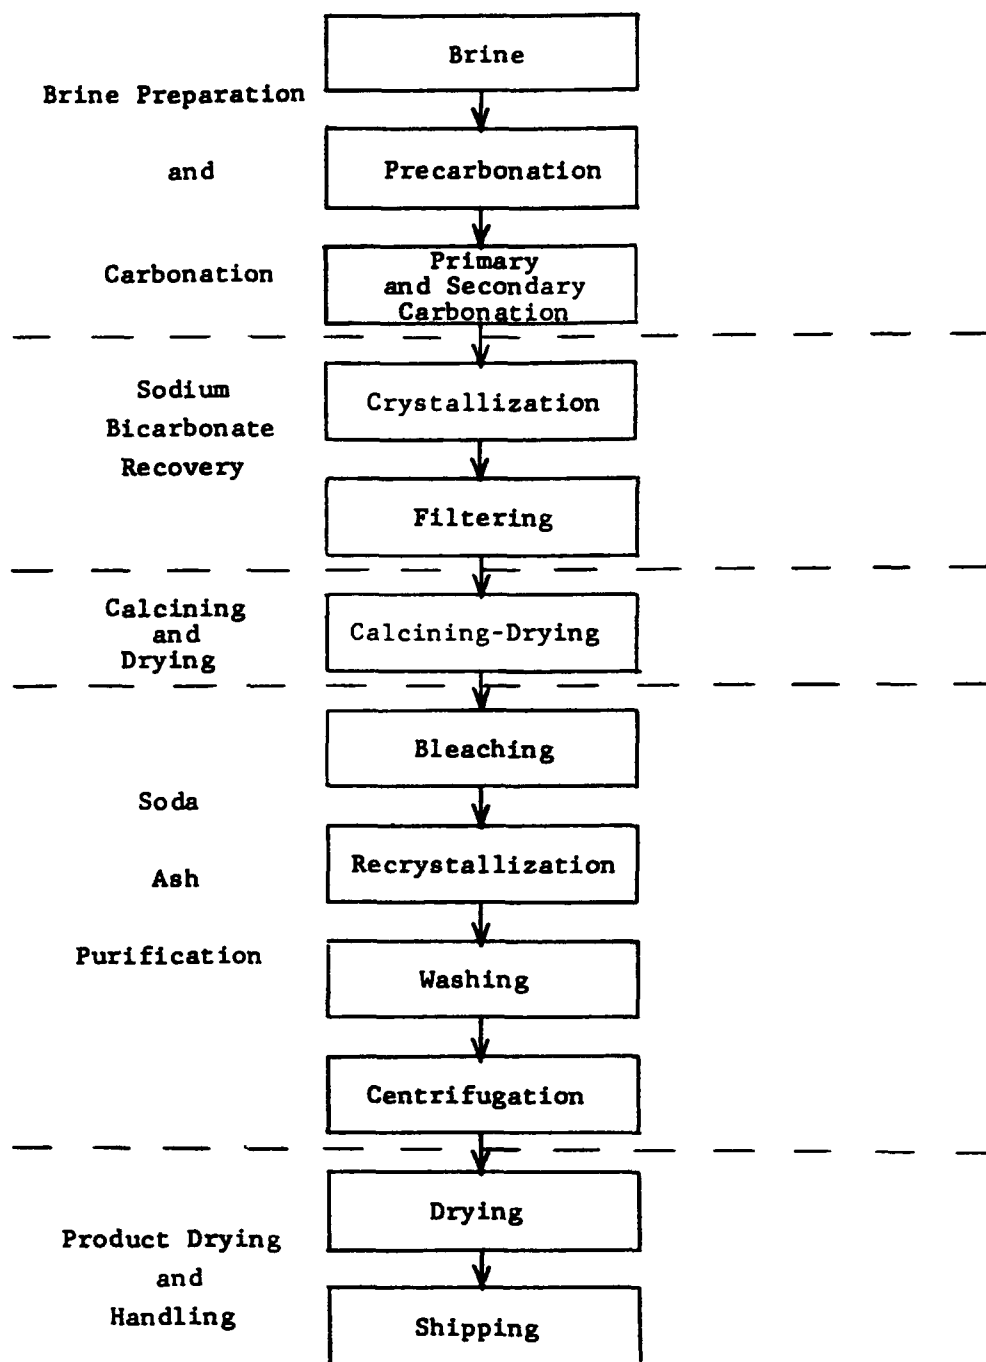 Brine
Brine Preparation
and
Precarbonation
Carbonation
Primary
and Secondary
Carbonation
Sodium
Bicarbonate
Recovery
Crystallization
Filtering
Calcining
and
Drying
Calcining-Drying
Bleaching
Soda
Ash
Purification
Recrystallization
Washing
Centrifugation
Drying
Product Drying
and
Handling
Shipping